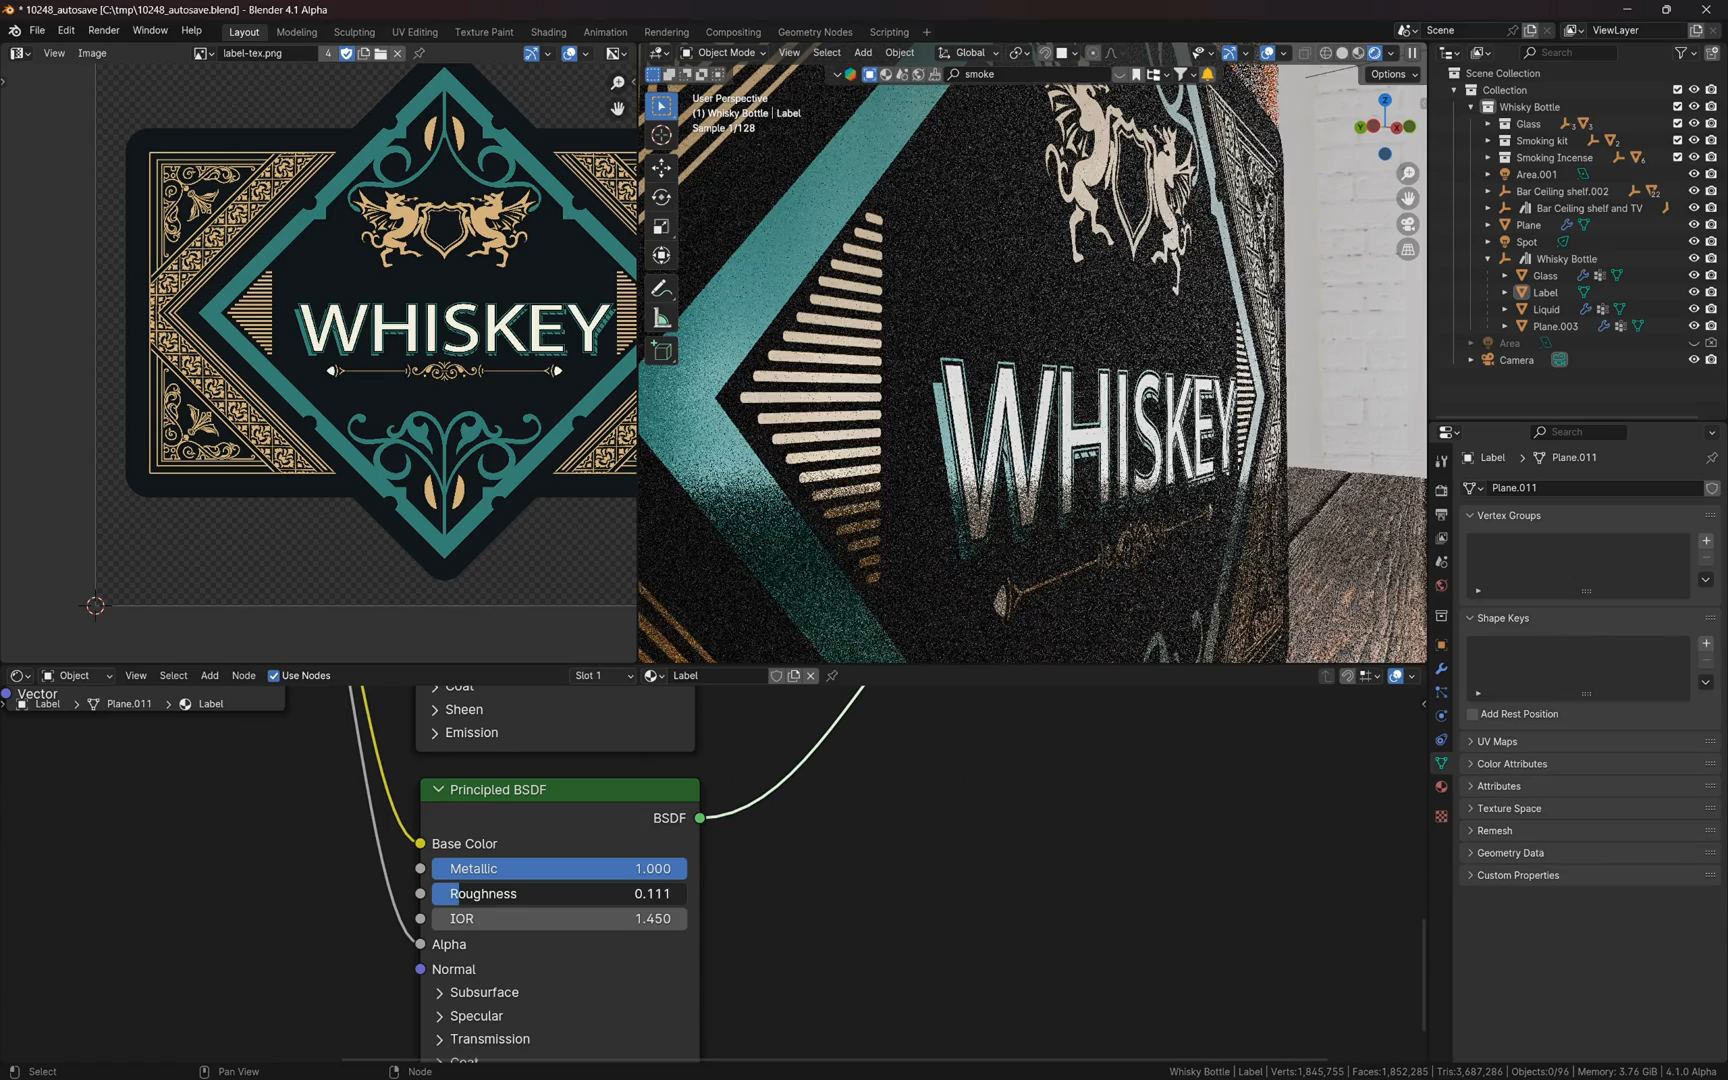 * 10248_autosave [C:\tmp\10248_autosave.blend] - Blender 4.1 Alpha
File Edit Render Window Help
Layout Modeling Sculpting UV Editing Texture Paint Shading Animation Rendering Compositing Geometry Nodes Scripting +
Scene
ViewLayer
View Image
label-tex.png 4
Object Mode View Select Add Object
Global
smoke
Options
Search
User Perspective
(1) Whisky Bottle | Label
Sample 1/128
Z
Y
X
WHISKEY
WHISKEY
Scene Collection
Collection
Whisky Bottle
Glass 3 3
Smoking kit 2
Smoking Incense 6
Area.001
Bar Ceiling shelf.002 22
Bar Ceiling shelf and TV
Plane
Spot
Whisky Bottle
Glass
Label
Liquid
Plane.003
Area
Camera
Search
Label > Plane.011
Plane.011
Vertex Groups
Shape Keys
Add Rest Position
UV Maps
Color Attributes
Attributes
Texture Space
Remesh
Geometry Data
Custom Properties
Object View Select Add Node Use Nodes
Slot 1
Label
Vector
Label > Plane.011 > Label
Coat
Sheen
Emission
Principled BSDF
BSDF
Base Color
Metallic 1.000
Roughness 0.111
IOR 1.450
Alpha
Normal
Subsurface
Specular
Transmission
Coat
Select
Pan View
Node
Whisky Bottle | Label | Verts:1,845,755 | Faces:1,852,285 | Tris:3,687,286 | Objects:0/96 | Memory: 3.76 GiB | 4.1.0 Alpha